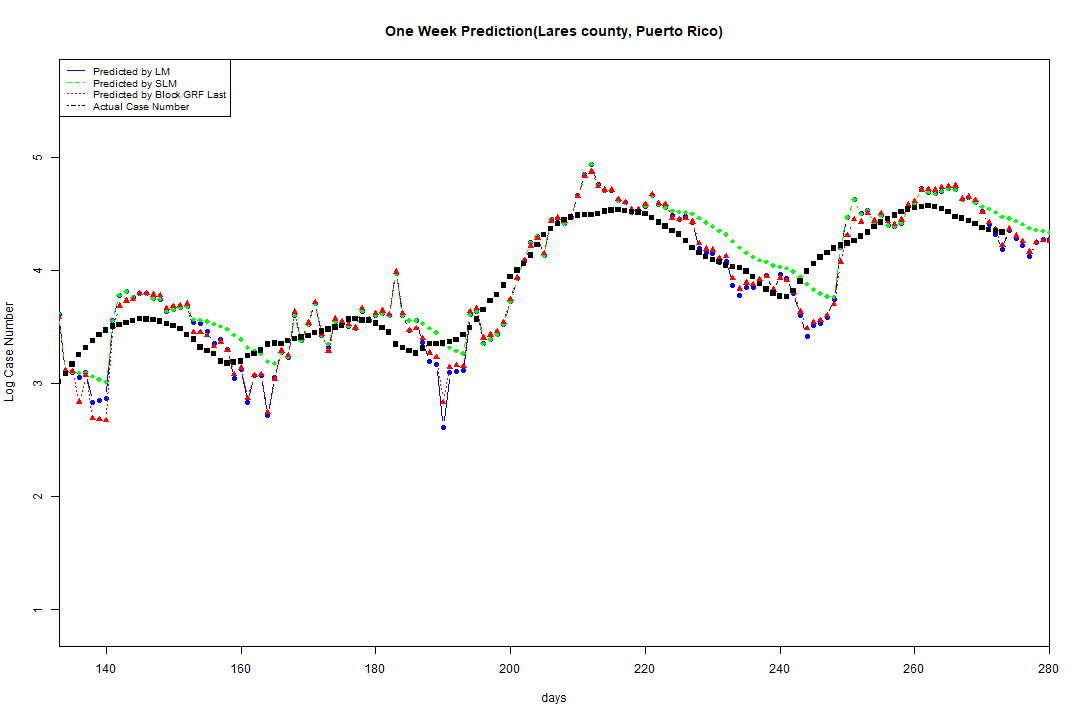 One Week Prediction(Lares county, Puerto Rico)
Predicted by LM
Predicted by SLM
Predicted by Block GRF Last
Actual Case Number
5
4
3
2
1
Log Case Number
140 160 180 200 220 240 260 280
days